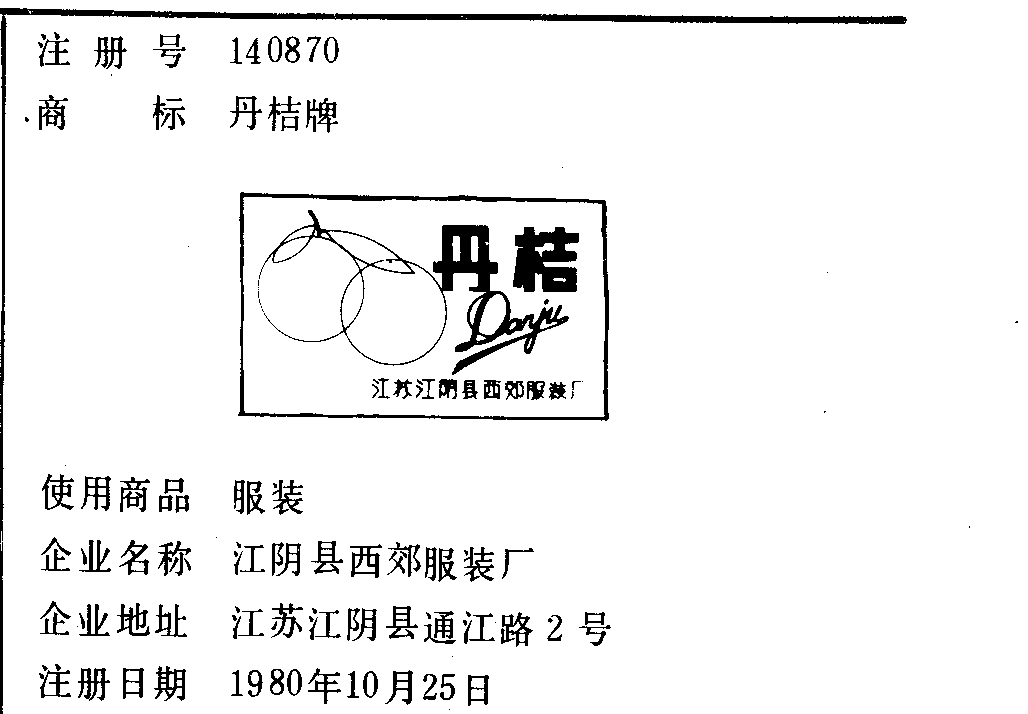 注册号 140870
商标 丹桔牌
丹桔
Danju
江苏江阴县西郊服装厂
使用商品 服装
企业名称 江阴县西郊服装厂
企业地址 江苏江阴县通江路2号
注册日期 1980年10月25日